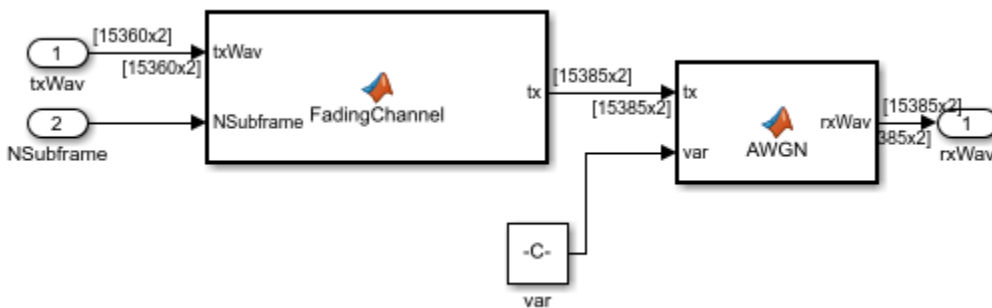 [15360x2]
1
txWav
[15360x2]
txWav
2
NSubframe
NSubframe
FadingChannel
tx
[15385x2]
[15385x2]
tx
var
AWGN
rxWav
[15385x2]
385x2]
1
rxWav
-C-
var